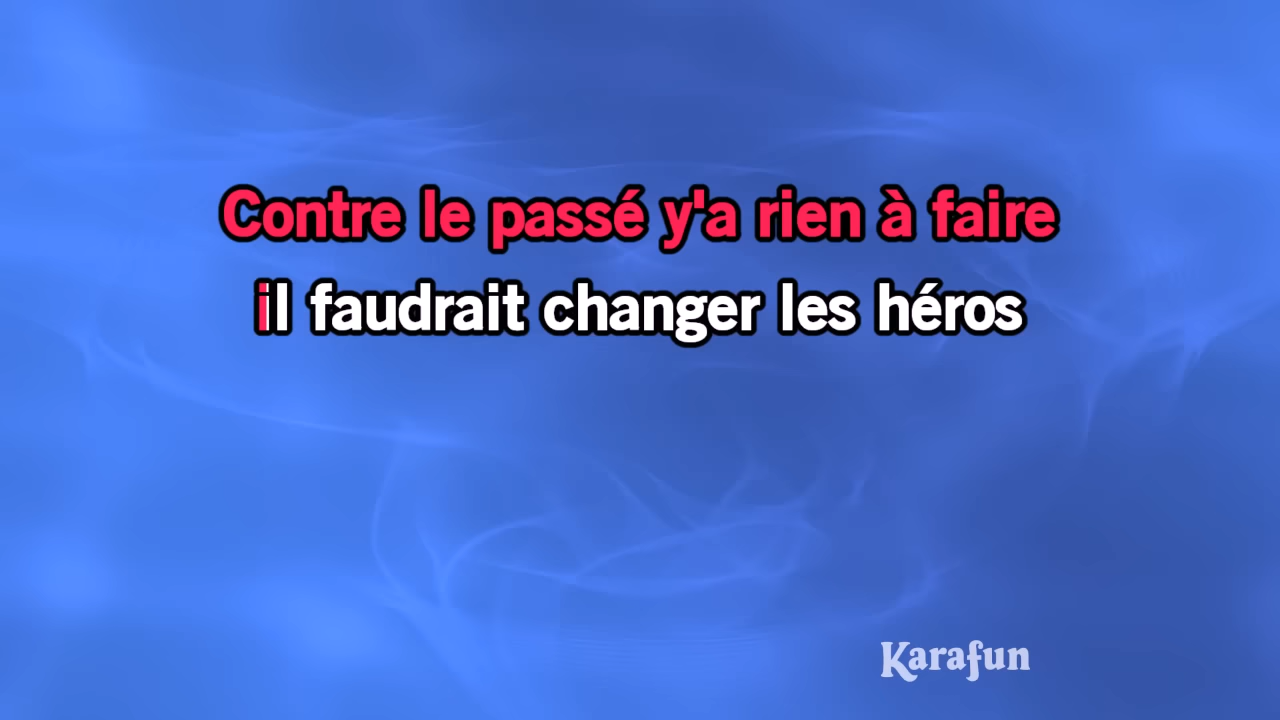 Contre le passé y'a rien à faire
il faudrait changer les héros
Karafun